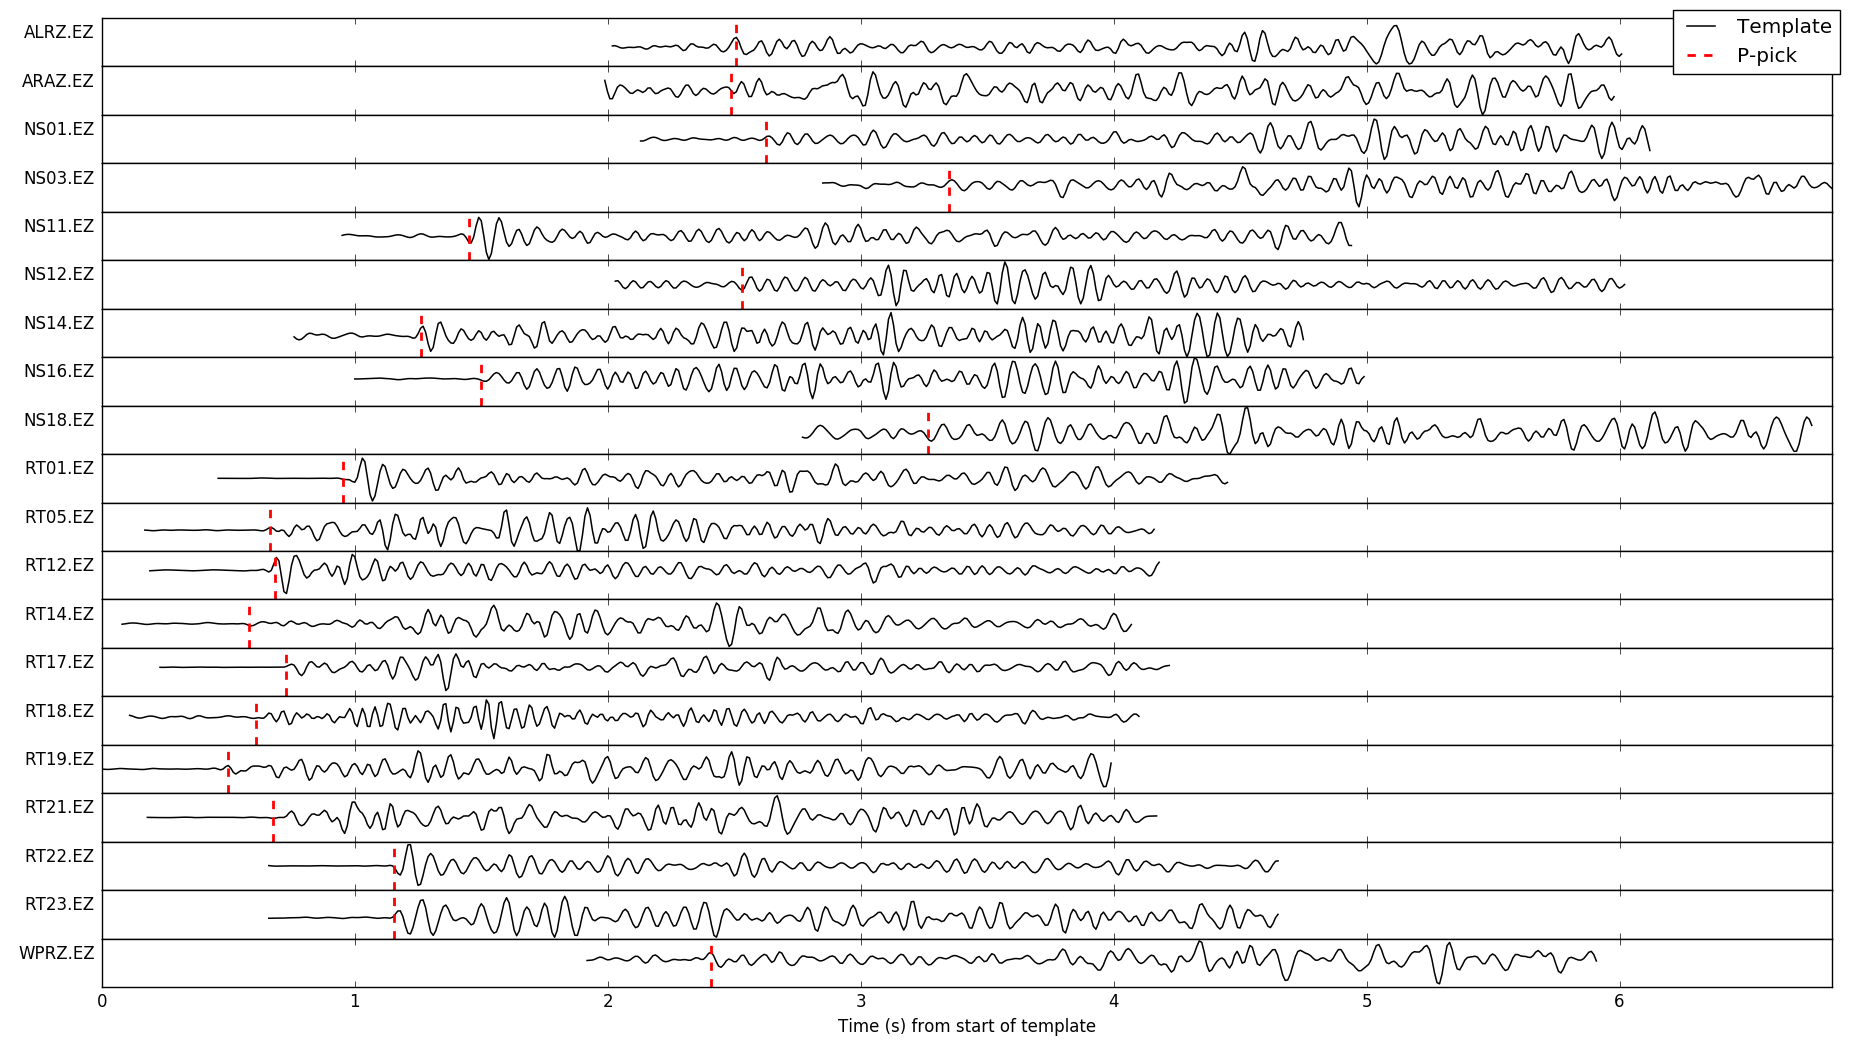 Template
P-pick
ALRZ.EZ
ARAZ.EZ
NS01.EZ
NS03.EZ
NS11.EZ
NS12.EZ
NS14.EZ
NS16.EZ
NS18.EZ
RT01.EZ
RT05.EZ
RT12.EZ
RT14.EZ
RT17.EZ
RT18.EZ
RT19.EZ
RT21.EZ
RT22.EZ
RT23.EZ
WPRZ.EZ
0 1 2 3 4 5 6
Time (s) from start of template